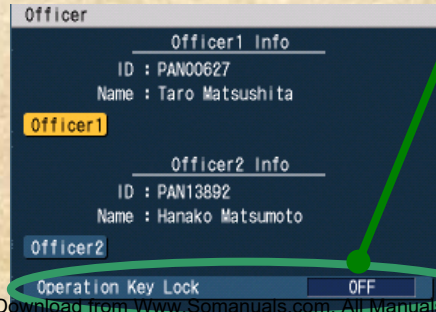 Officer
Officer1 Info
ID : PAN00627
Name : Taro Matsushita
Officer1
Officer2 Info
ID : PAN13892
Name : Hanako Matsumoto
Officer2
Operation Key Lock OFF
Download from Www.Somanuals.com. All Manual